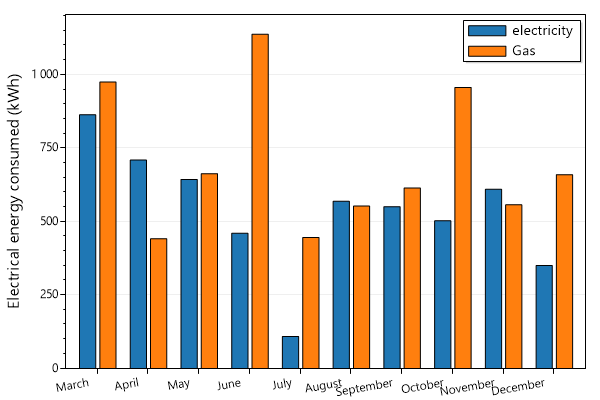 electricity
Gas
Electrical energy consumed (kWh)
1 000
750
500
250
0
March
April
May
June
July
August
September
October
November
December